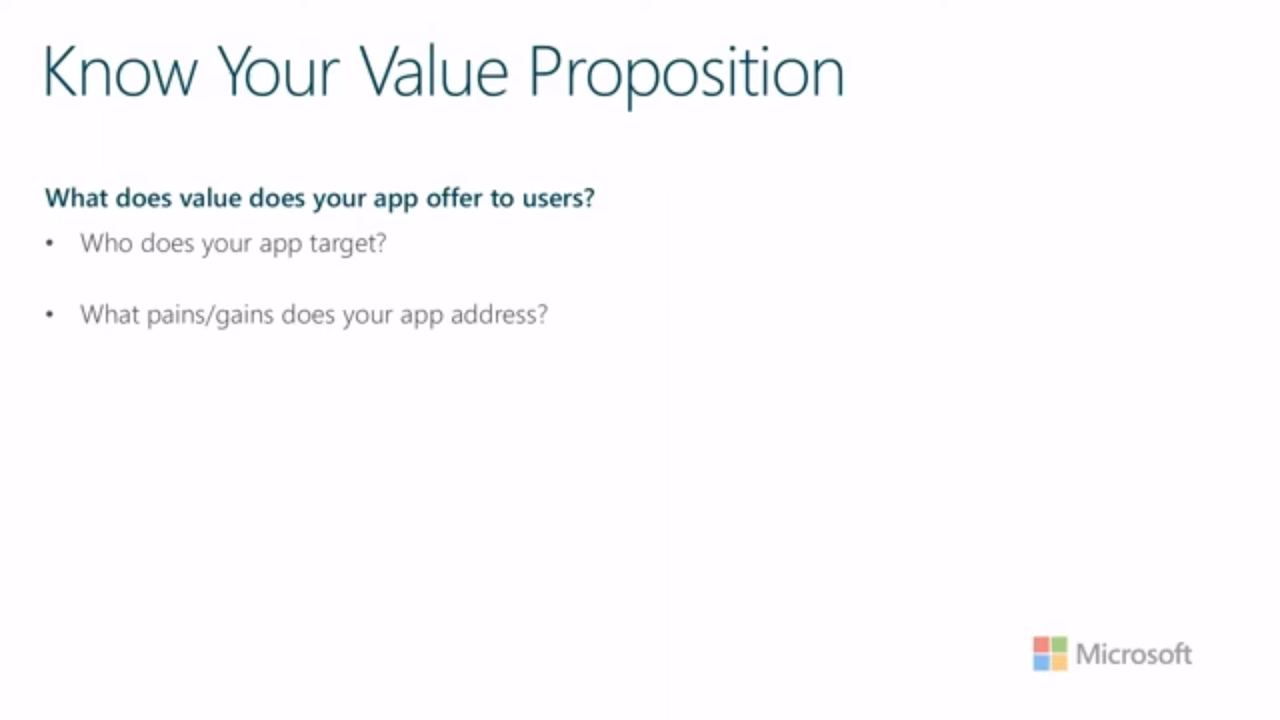 Know Your Value Proposition
What does value does your app offer to users?
• Who does your app target?
• What pains/gains does your app address?
Microsoft